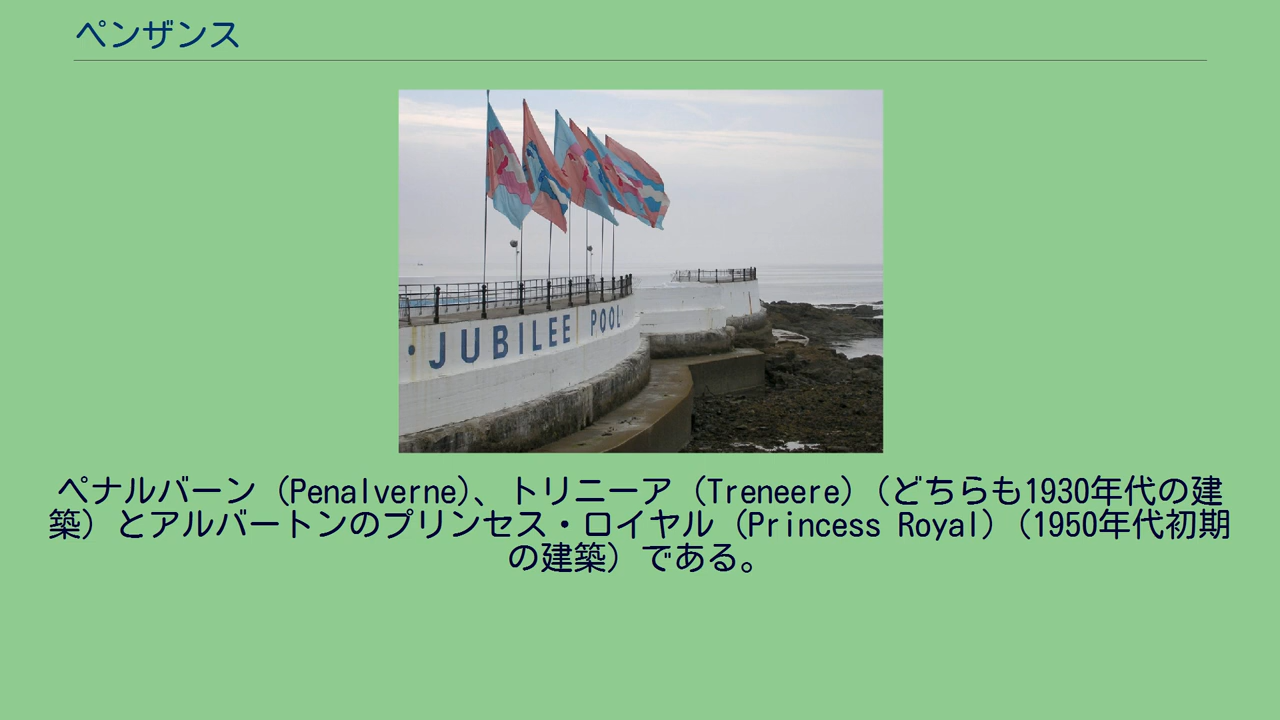 ペンザンス
・JUBILEE POOL・
ペナルバーン（Penalverne）、トリニーア（Treneere）（どちらも1930年代の建
築）とアルバートンのプリンセス・ロイヤル（Princess Royal）（1950年代初期
の建築）である。